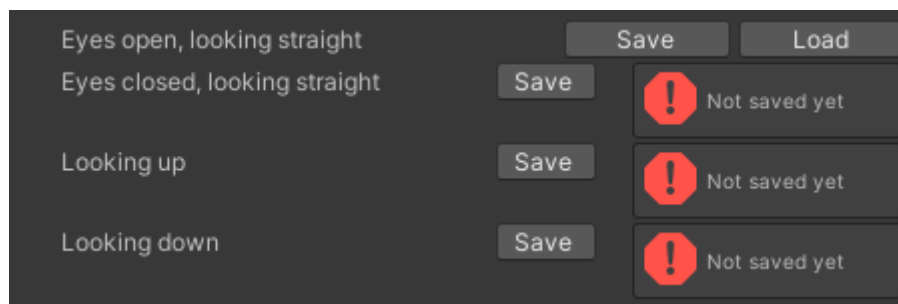 Eyes open, looking straight Save Load
Eyes closed, looking straight Save Not saved yet
Looking up Save Not saved yet
Looking down Save Not saved yet